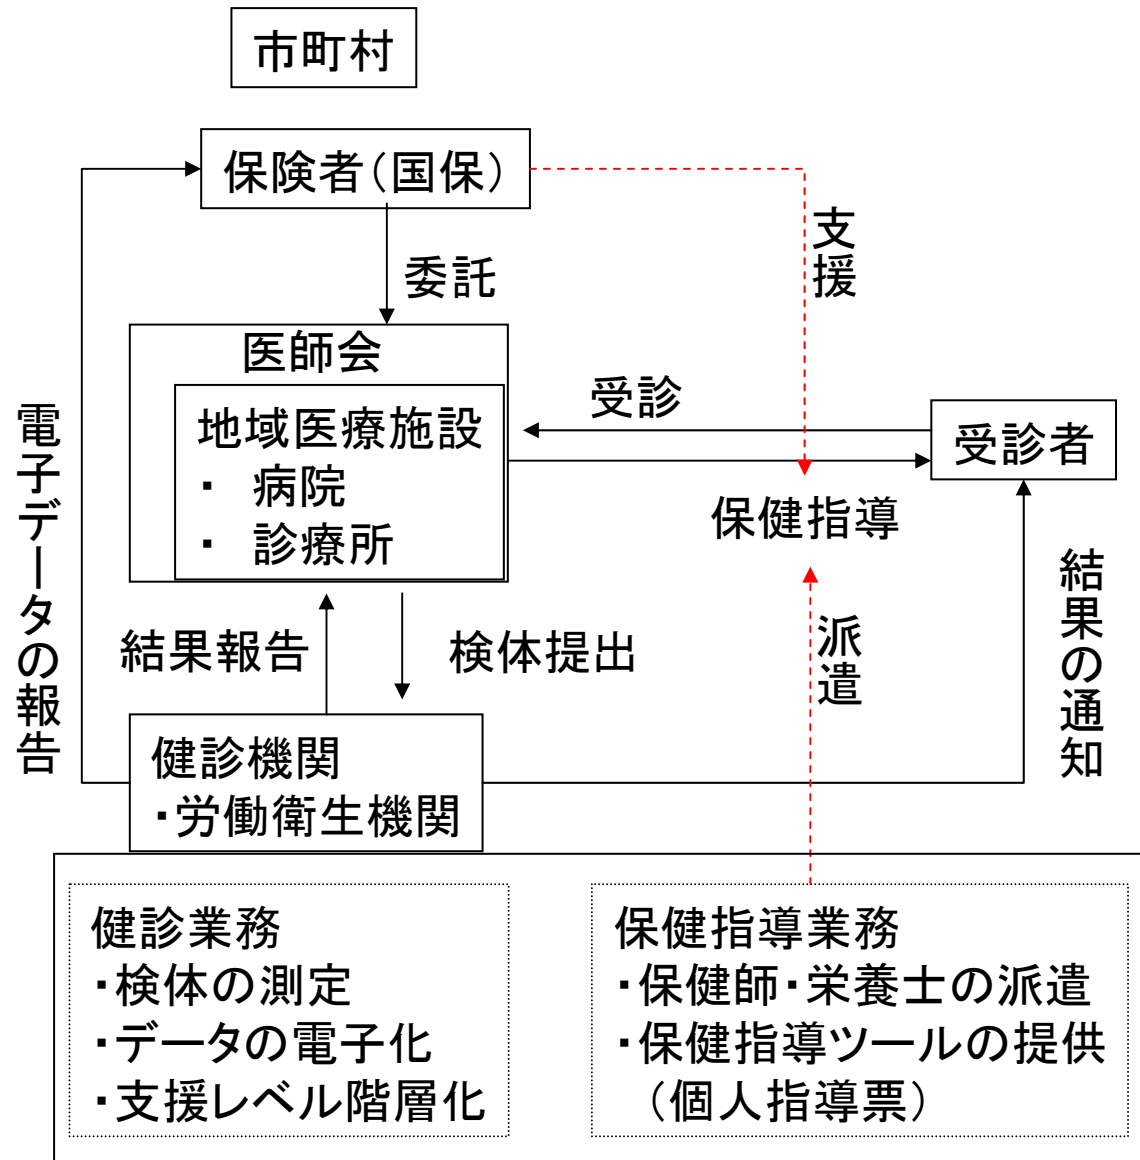 市町村
保険者（国保）
支援
委託
医師会
地域医療施設
・ 病院
・ 診療所
受診
受診者
電子データの報告
保健指導
結果の通知
結果報告
検体提出
派遣
健診機関
・労働衛生機関
健診業務
・検体の測定
・データの電子化
・支援レベル階層化
保健指導業務
・保健師・栄養士の派遣
・保健指導ツールの提供
（個人指導票）